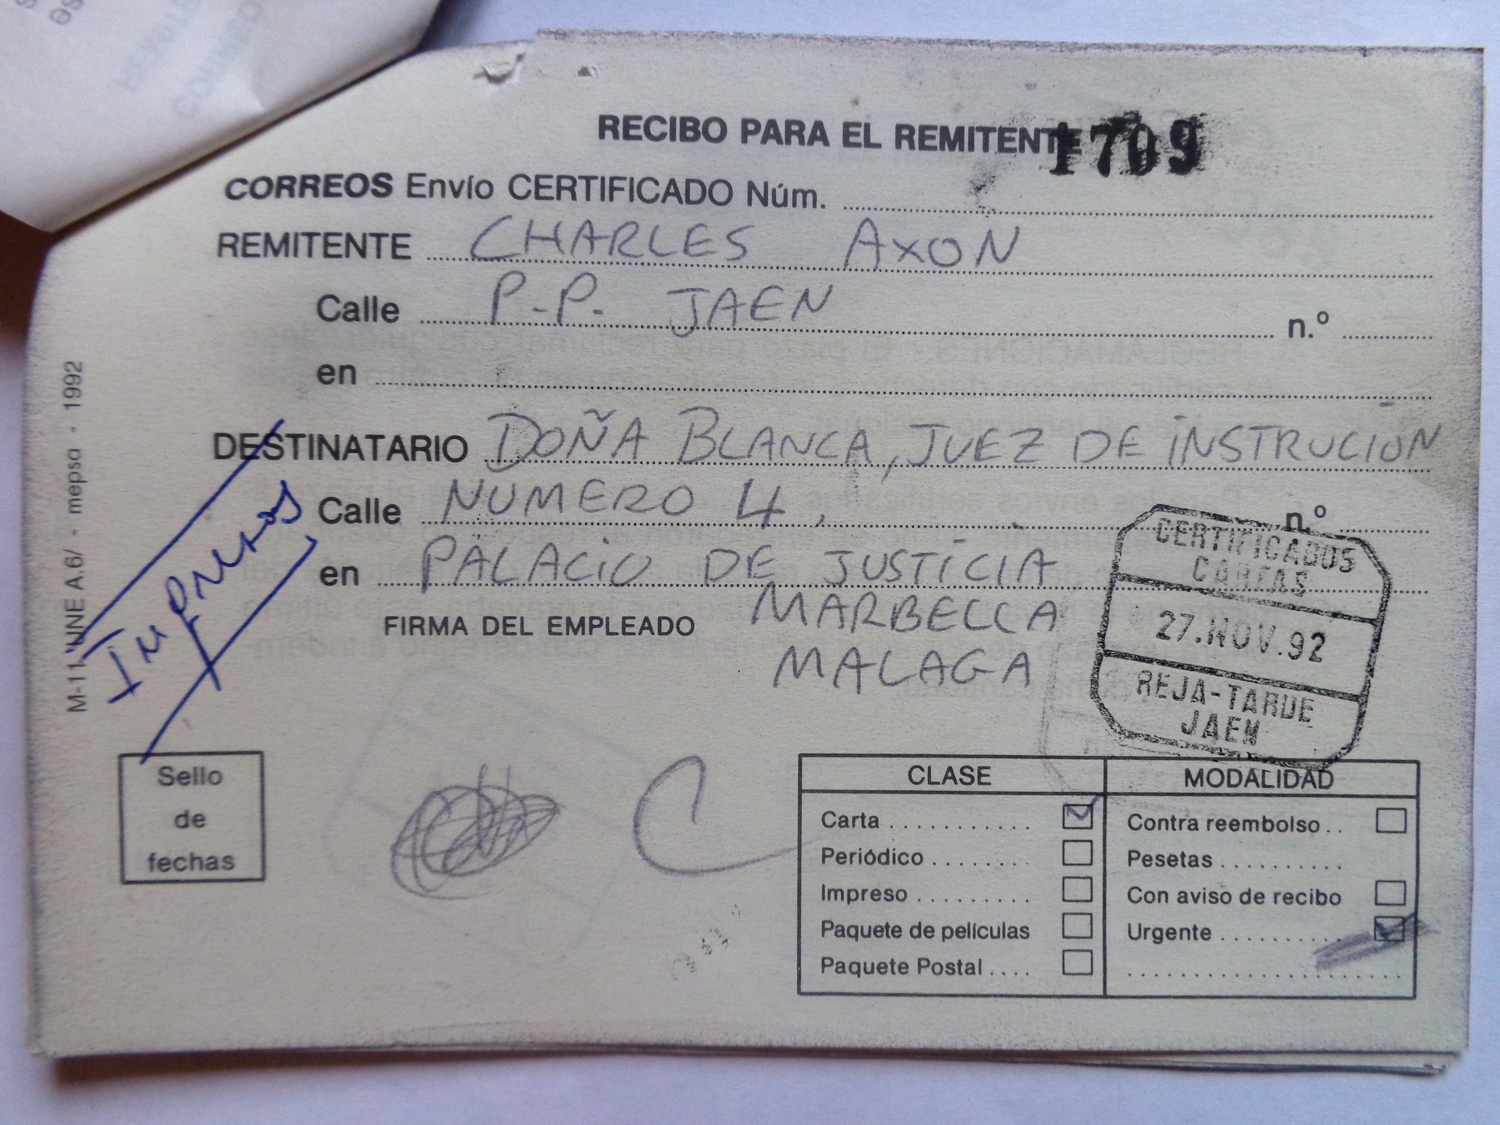 RECIBO PARA EL REMITENTE 1709
CORREOS Envío CERTIFICADO Núm.
REMITENTE CHARLES AXON
Calle P.-P. JAEN n.º
en
DESTINATARIO DOÑA BLANCA, JUEZ DE iNSTRUCIÓN
Calle NUMERO 4, n.º
en PALACiO DE JUSTiCIA
FIRMA DEL EMPLEADO MARBELLA
MALAGA
CERTIFICADOS
CARTAS
27.NOV.92
REJA-TARDE
JAEN
M-11 UNE A.6/ - mepsa - 1992
Sello
de
fechas
C
CLASE MODALIDAD
Carta Contra reembolso
Periódico Pesetas
Impreso Con aviso de recibo
Paquete de películas Urgente
Paquete Postal